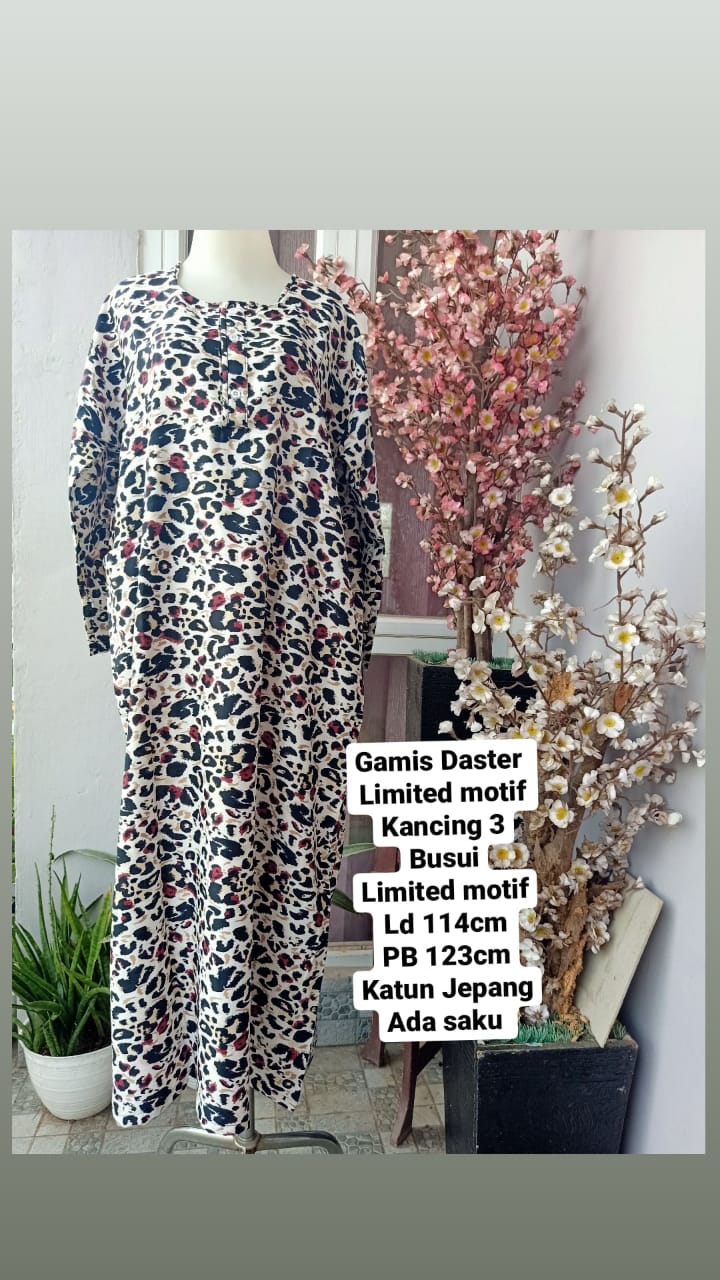 Gamis Daster
Limited motif
Kancing 3
Busui
Limited motif
Ld 114cm
PB 123cm
Katun Jepang
Ada saku